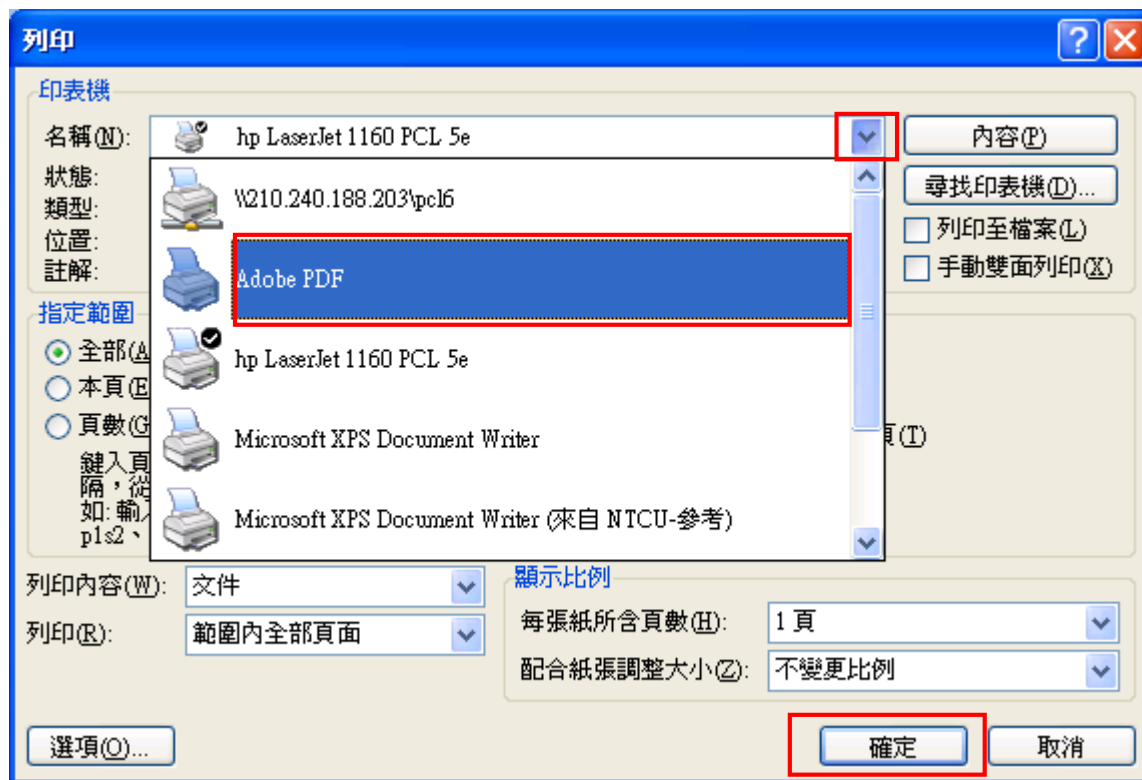 列印
印表機
名稱(N):
hp LaserJet 1160 PCL 5e
內容(P)
狀態:
\\210.240.188.203\pcl6
尋找印表機(D)...
類型:
位置:
列印至檔案(L)
註解:
Adobe PDF
手動雙面列印(X)
指定範圍
全部(A
hp LaserJet 1160 PCL 5e
本頁(E
頁數(G
Microsoft XPS Document Writer
(T)
鍵入頁
隔，從
如: 輸入
p1s2、
Microsoft XPS Document Writer (來自 NTCU-參考)
列印內容(W):
文件
顯示比例
列印(R):
範圍內全部頁面
每張紙所含頁數(H):
1 頁
配合紙張調整大小(Z):
不變更比例
選項(O)...
確定
取消